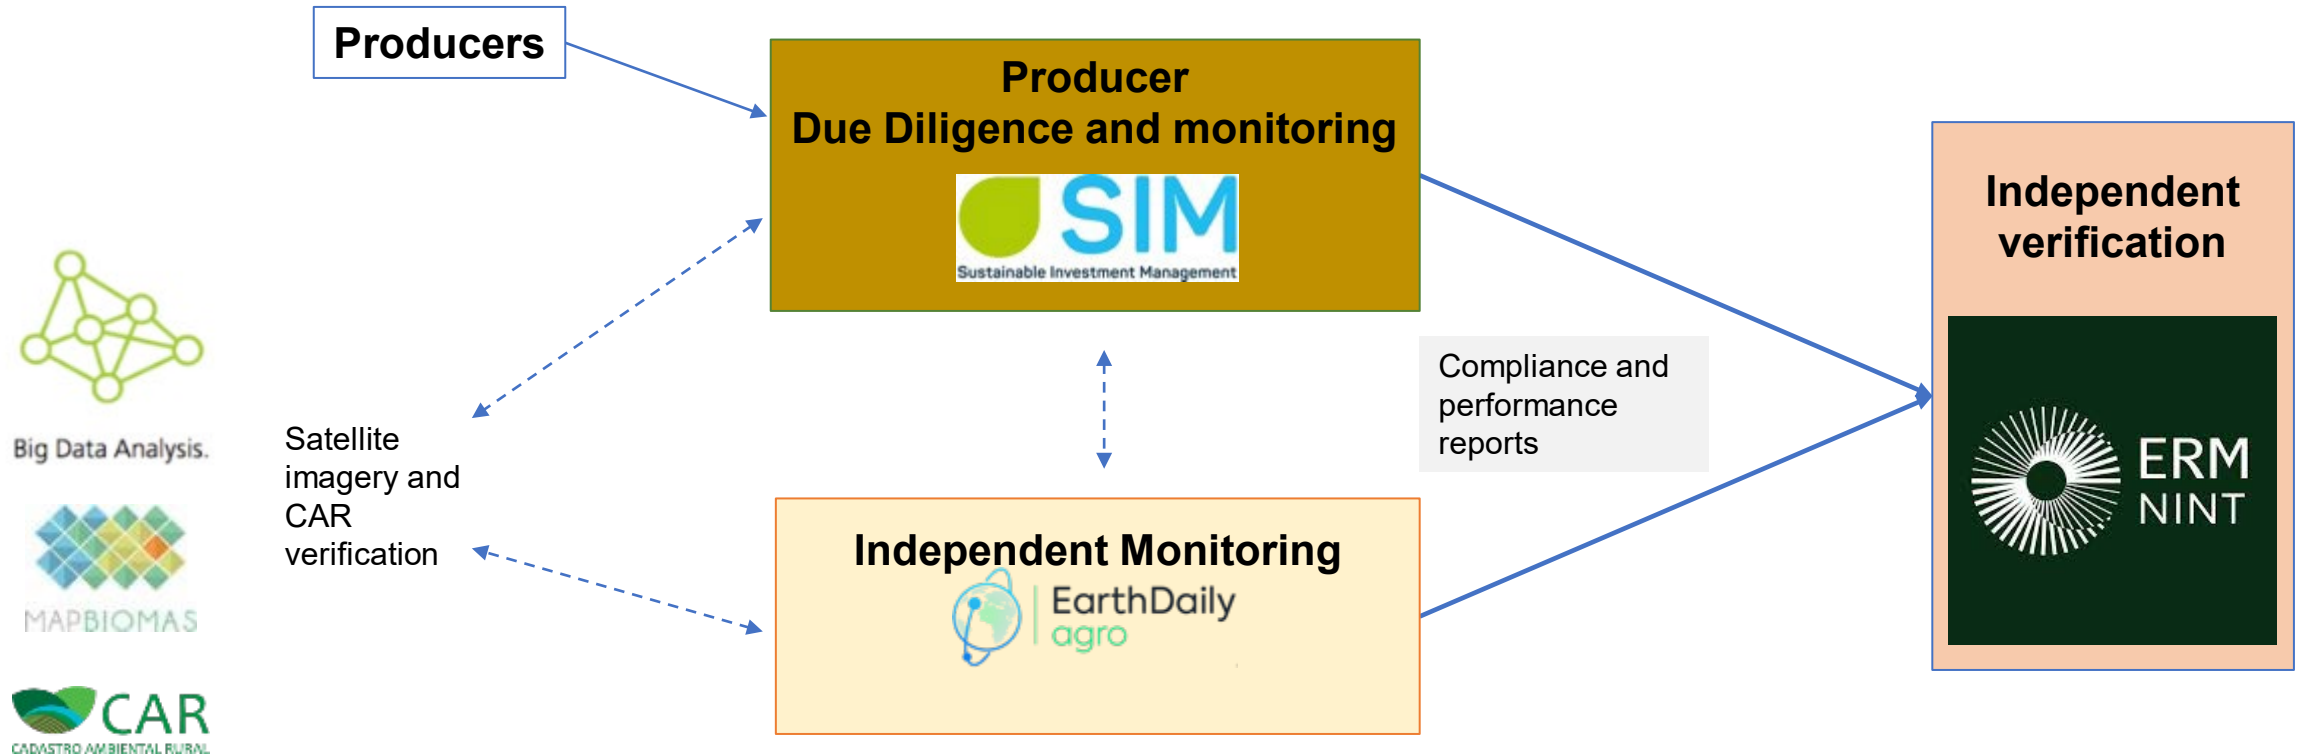 Producers
Producer
Due Diligence and monitoring
SIM
Sustainable Investment Management
Independent
verification
ERM
NINT
Big Data Analysis.
MAPBIOMAS
CAR
CADASTRO AMBIENTAL RURAL
Satellite
imagery and
CAR
verification
Compliance and
performance
reports
Independent Monitoring
EarthDaily
agro